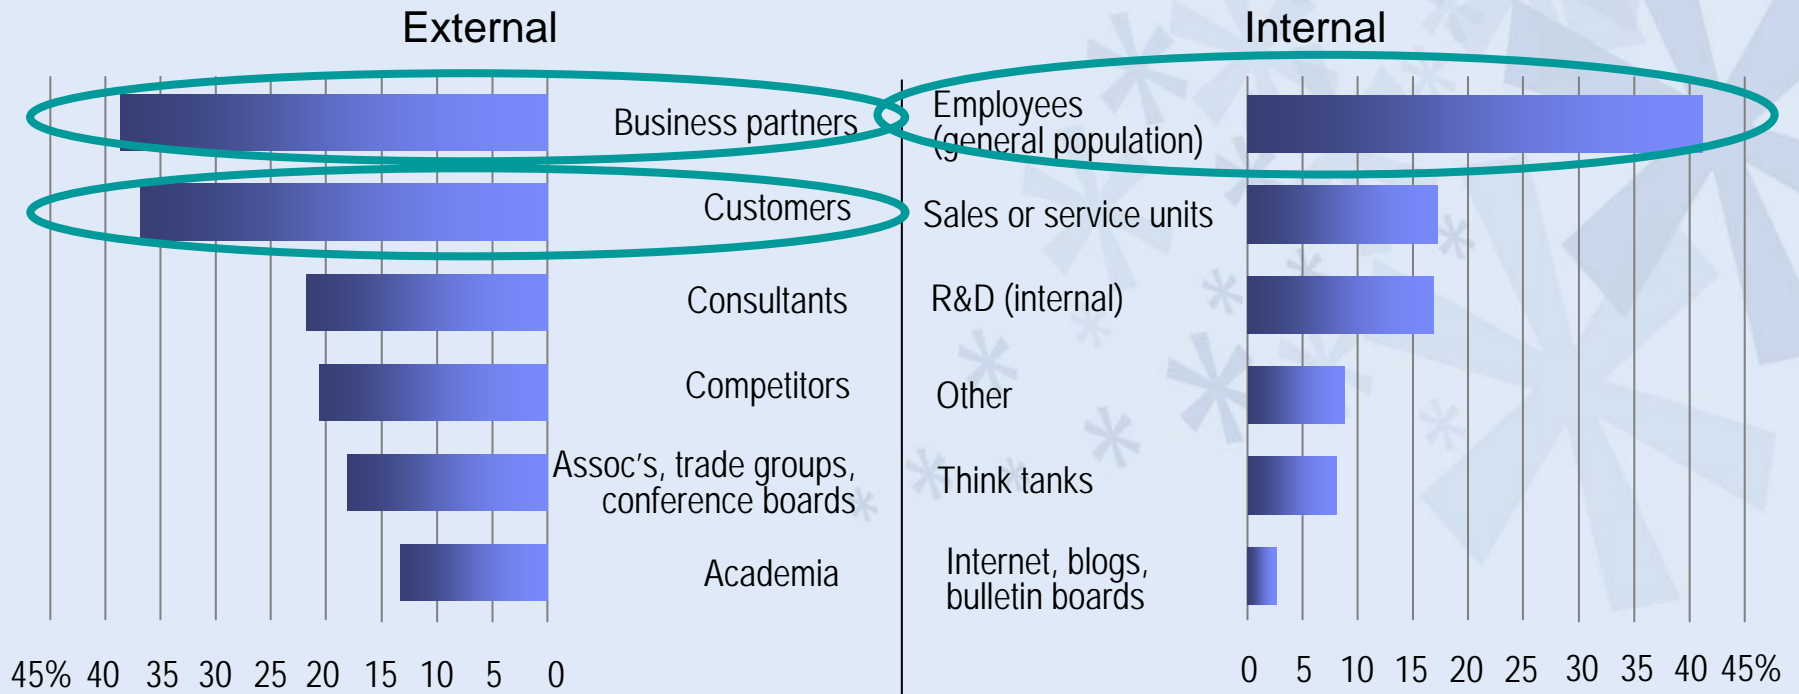 External
Business partners
Customers
Consultants
Competitors
Assoc's, trade groups,
conference boards
Academia
45% 40 35 30 25 20 15 10 5 0
Internal
Employees
(general population)
Sales or service units
R&D (internal)
Other
Think tanks
Internet, blogs,
bulletin boards
0 5 10 15 20 25 30 35 40 45%